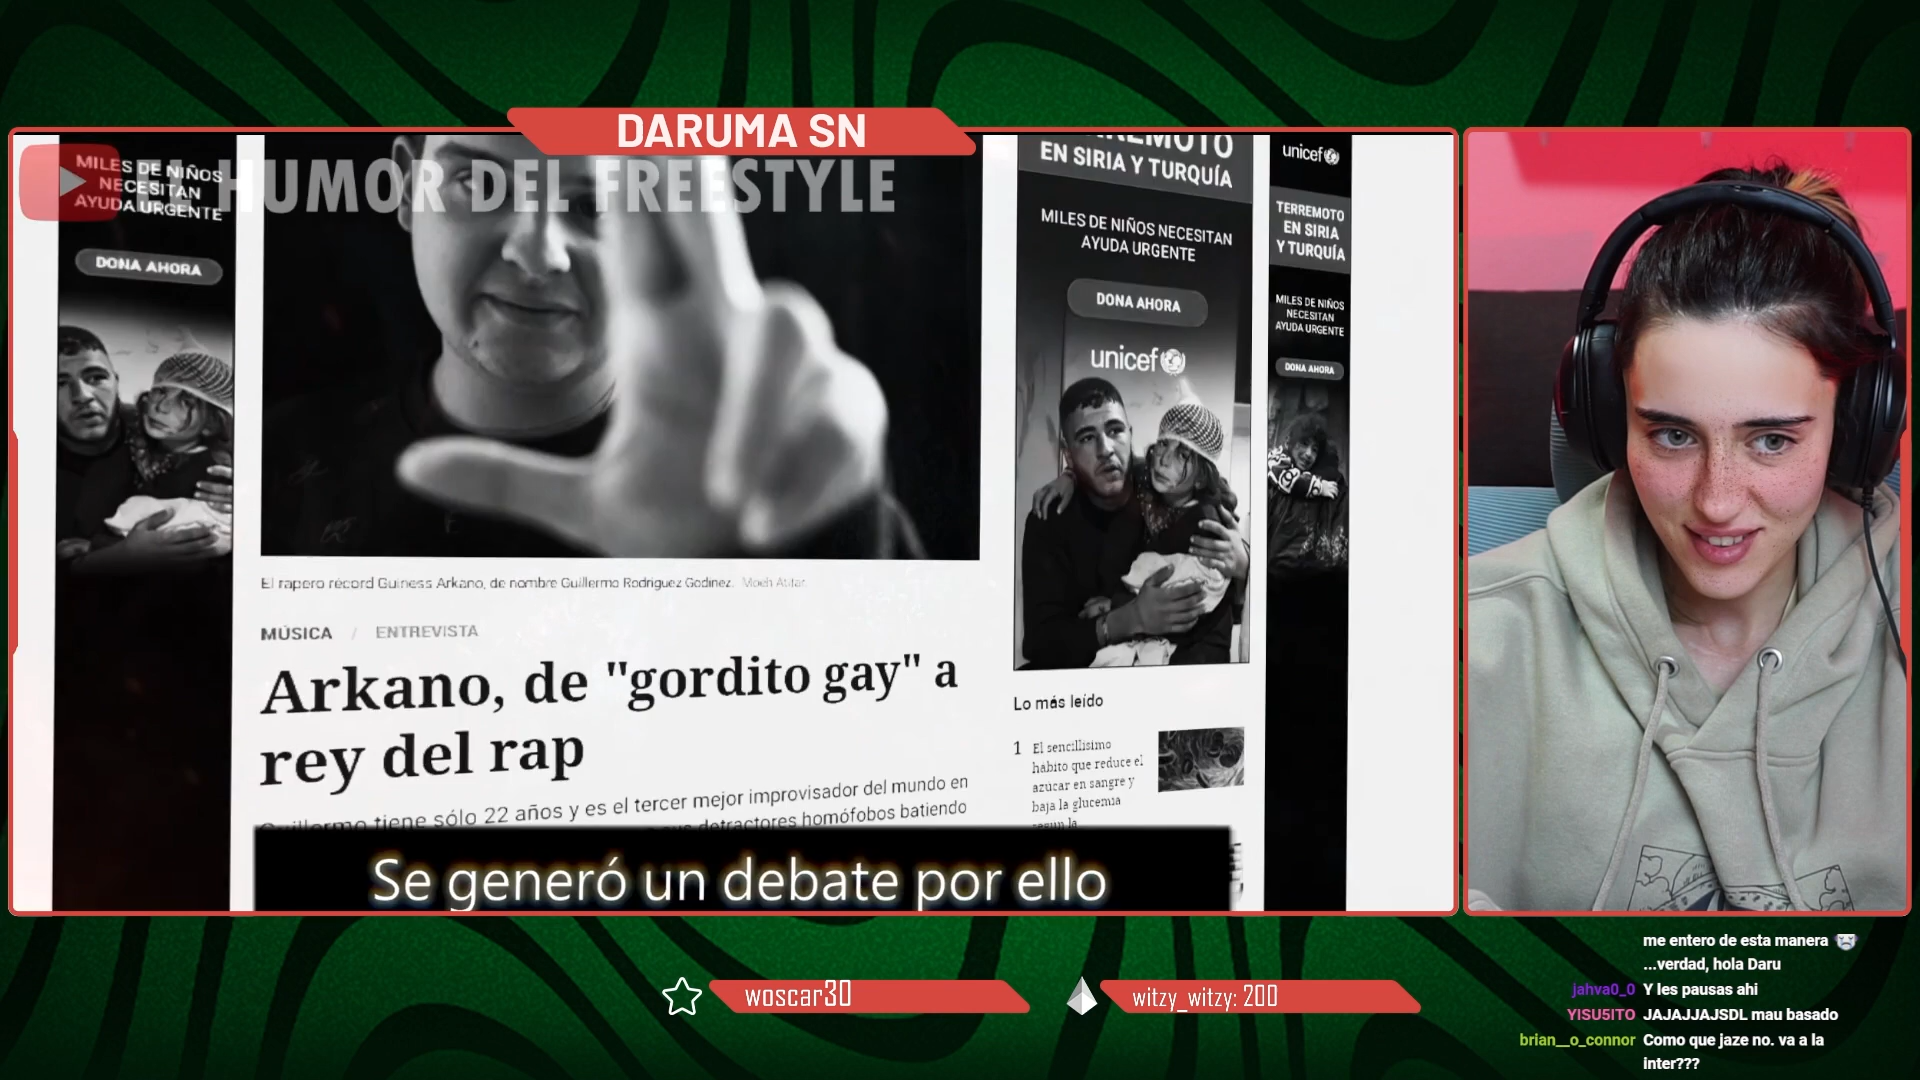 DARUMA SN
HUMOR DEL FREESTYLE
MILES DE NIÑOS
NECESITAN
AYUDA URGENTE
DONA AHORA
EN SIRIA Y TURQUÍA
MILES DE NIÑOS NECESITAN
AYUDA URGENTE
DONA AHORA
unicef
unicef
TERREMOTO
EN SIRIA
Y TURQUÍA
MILES DE NIÑOS
NECESITAN
AYUDA URGENTE
DONA AHORA
El rapero récord Guiness Arkano, de nombre Guillermo Rodríguez Godínez.
MÚSICA / ENTREVISTA
Arkano, de "gordito gay" a
rey del rap
Guillermo tiene sólo 22 años y es el tercer mejor improvisador del mundo en
detractores homófobos batiendo
Lo más leído
1 El sencillísimo
hábito que reduce el
azúcar en sangre y
baja la glucemia
Se generó un debate por ello
woscar30
witzy_witzy: 200
me entero de esta manera
...verdad, hola Daru
jahva0_0 Y les pausas ahi
YISU5ITO JAJAJJAJSDL mau basado
brian__o_connor Como que jaze no. va a la
inter???